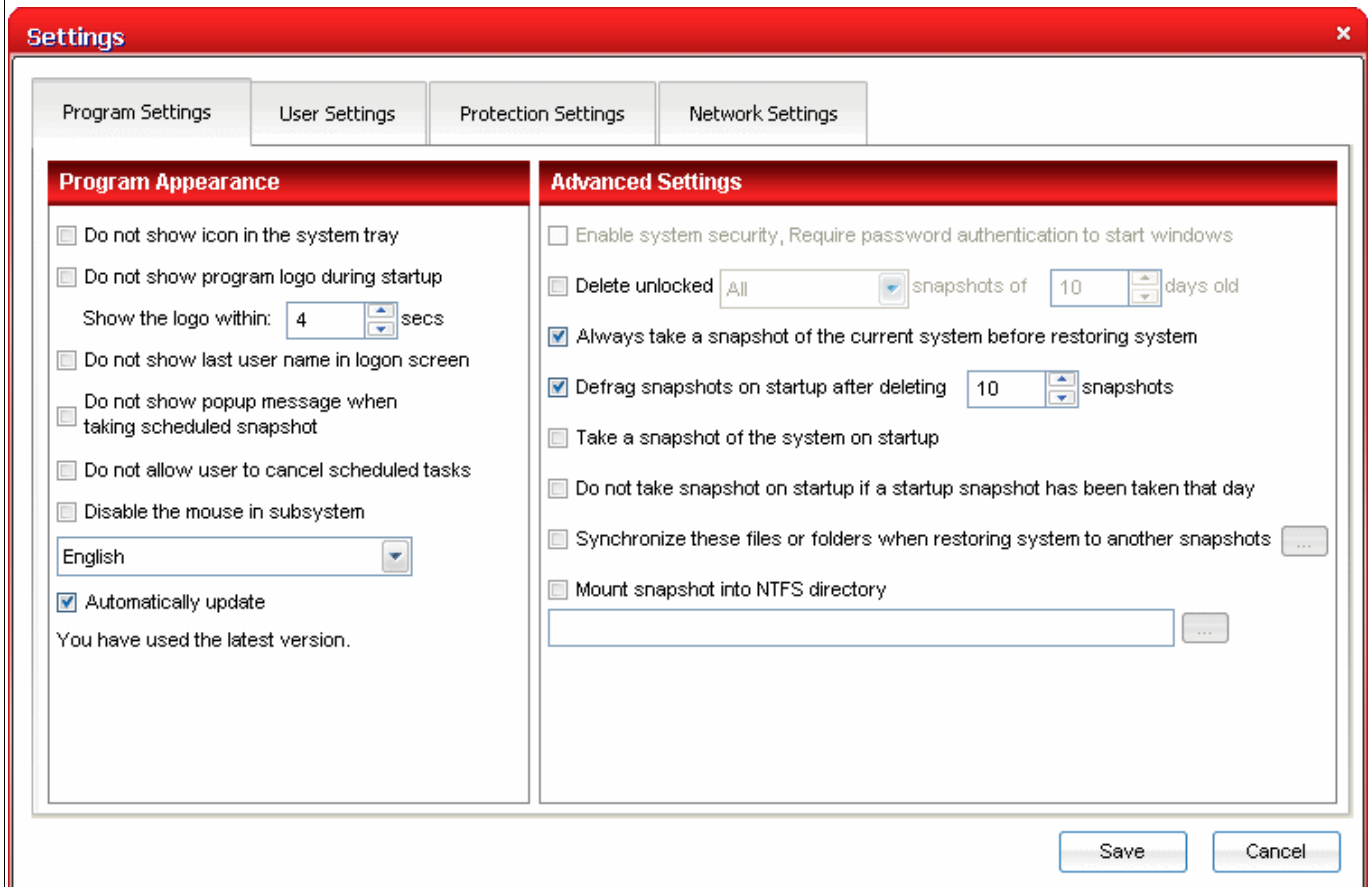 Settings
Program Settings
User Settings
Protection Settings
Network Settings
Program Appearance
Do not show icon in the system tray
Do not show program logo during startup
Show the logo within: 4 secs
Do not show last user name in logon screen
Do not show popup message when
taking scheduled snapshot
Do not allow user to cancel scheduled tasks
Disable the mouse in subsystem
English
Automatically update
You have used the latest version.
Advanced Settings
Enable system security, Require password authentication to start windows
Delete unlocked All snapshots of 10 days old
Always take a snapshot of the current system before restoring system
Defrag snapshots on startup after deleting 10 snapshots
Take a snapshot of the system on startup
Do not take snapshot on startup if a startup snapshot has been taken that day
Synchronize these files or folders when restoring system to another snapshots ...
Mount snapshot into NTFS directory
...
Save
Cancel